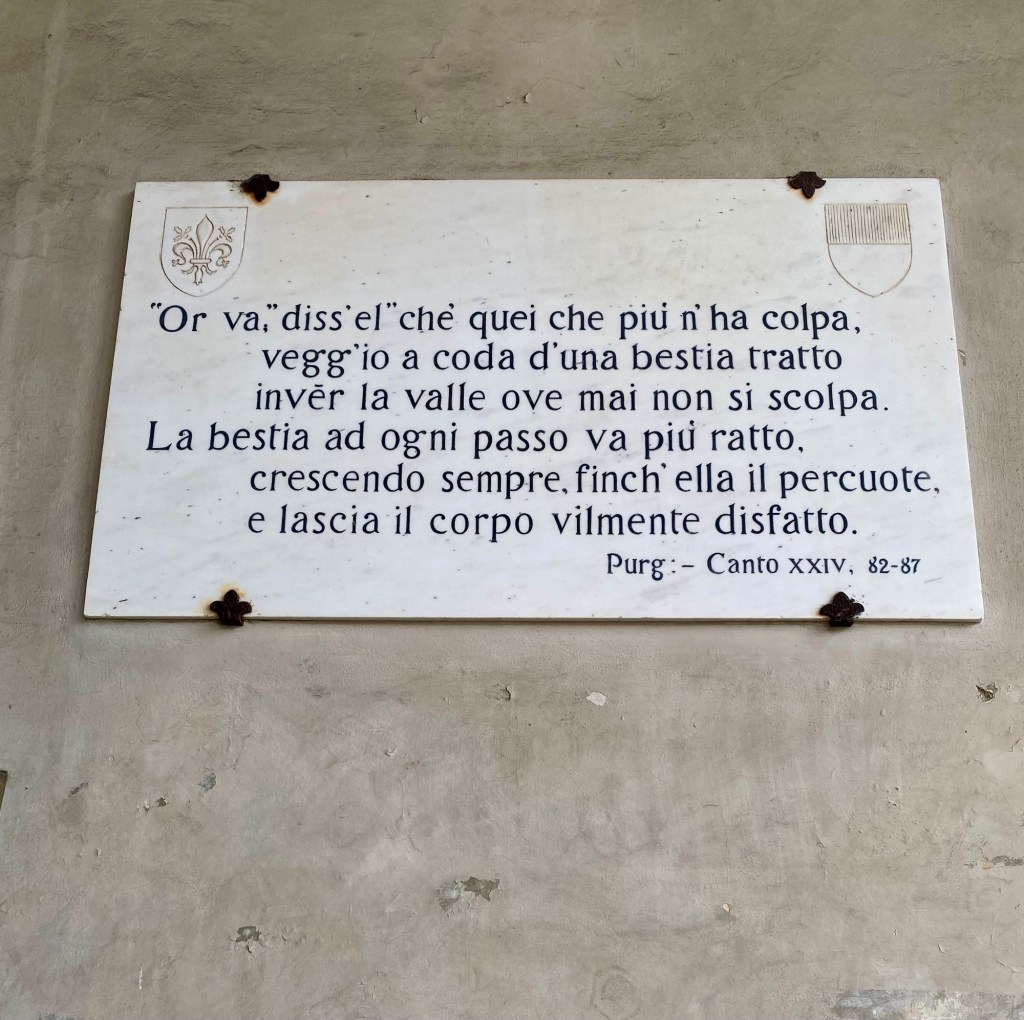 "Or va," diss'el "chè quei che più n'ha colpa,
vegg'io a coda d'una bestia tratto
invēr la valle ove mai non si scolpa.
La bestia ad ogni passo va più ratto,
crescendo sempre, finch'ella il percuote,
e lascia il corpo vilmente disfatto.
Purg:- Canto XXIV, 82-87